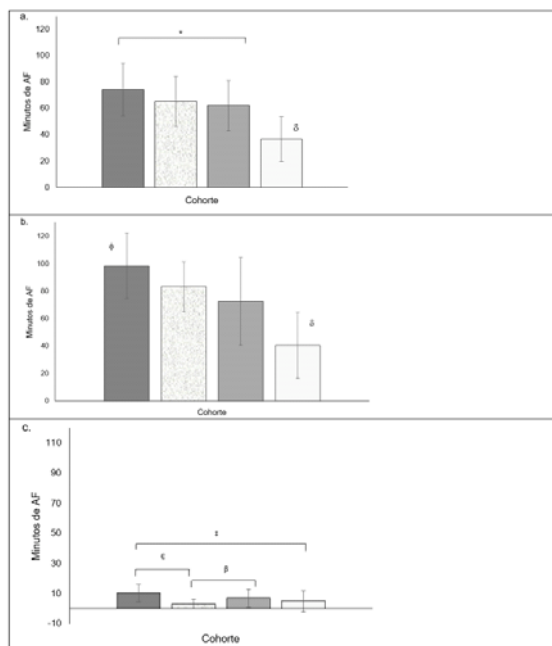 a.
*
Minutos de AF
120
100
80
60
40
20
0
δ
Cohorte
b.
Minutos de AF
120
100
80
60
40
20
0
ϕ
δ
Cohorte
c.
Minutos de AF
110
90
70
50
30
10
-10
€
β
Cohorte